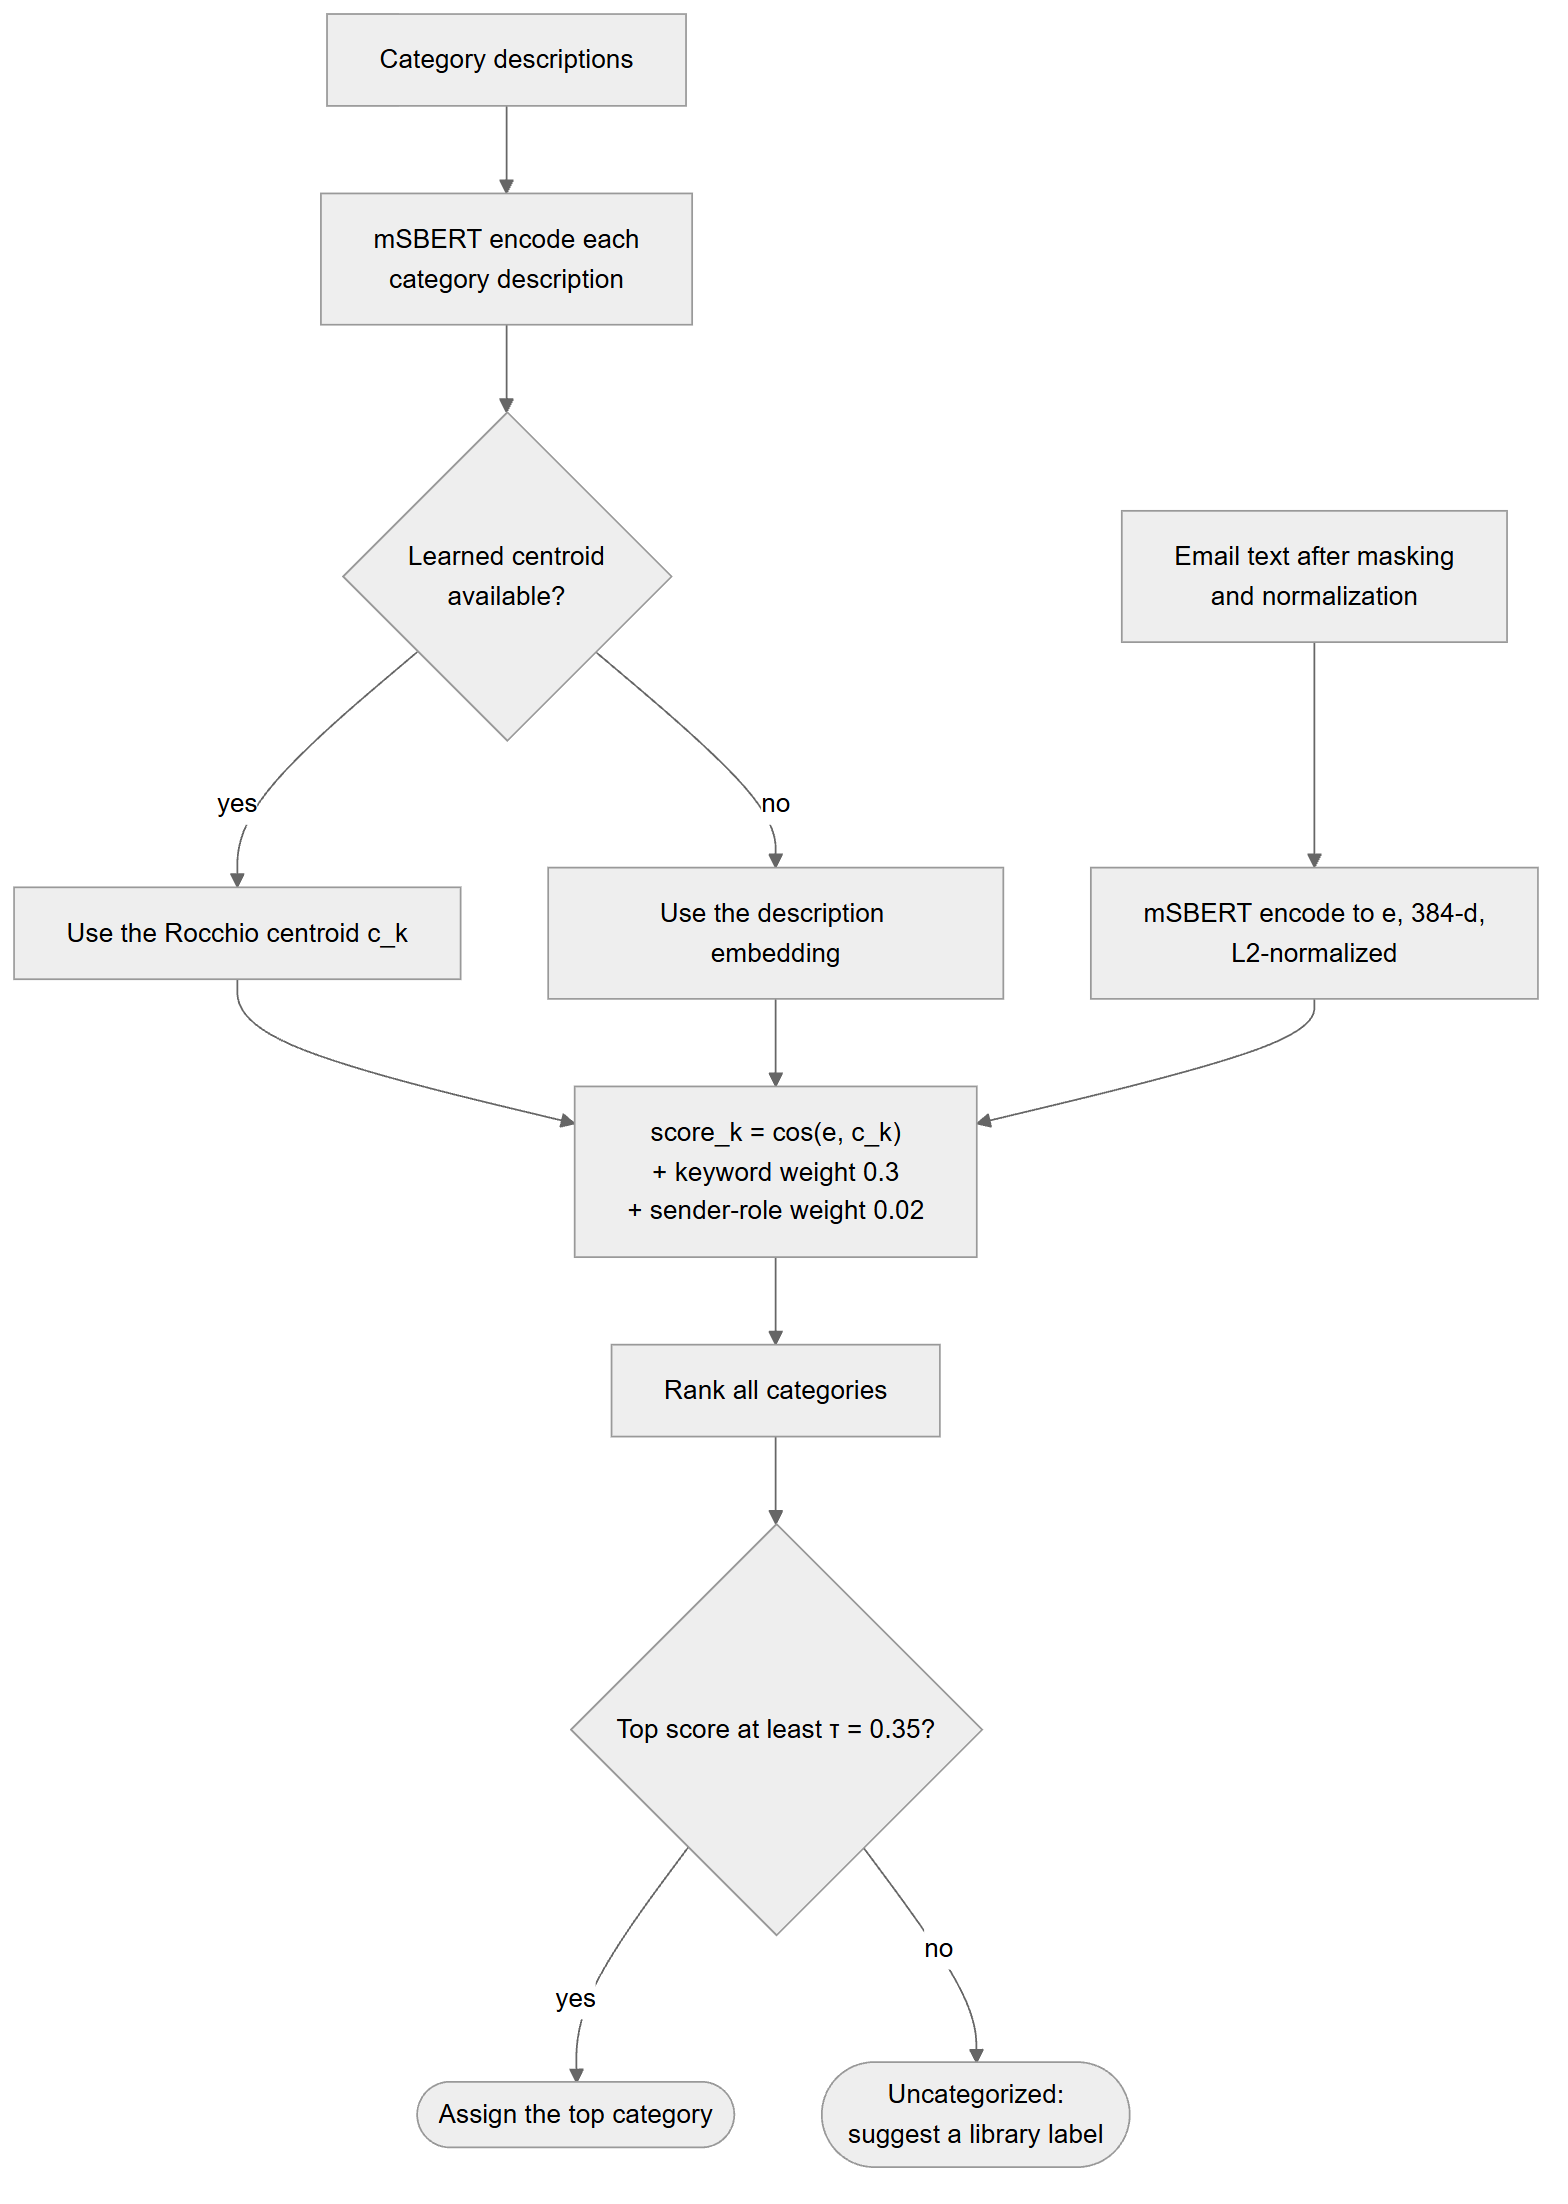 Category descriptions
mSBERT encode each
category description
Learned centroid
available?
Email text after masking
and normalization
yes
no
Use the Rocchio centroid c_k
Use the description
embedding
mSBERT encode to e, 384-d,
L2-normalized
score_k = cos(e, c_k)
+ keyword weight 0.3
+ sender-role weight 0.02
Rank all categories
Top score at least τ = 0.35?
yes
no
Assign the top category
Uncategorized:
suggest a library label